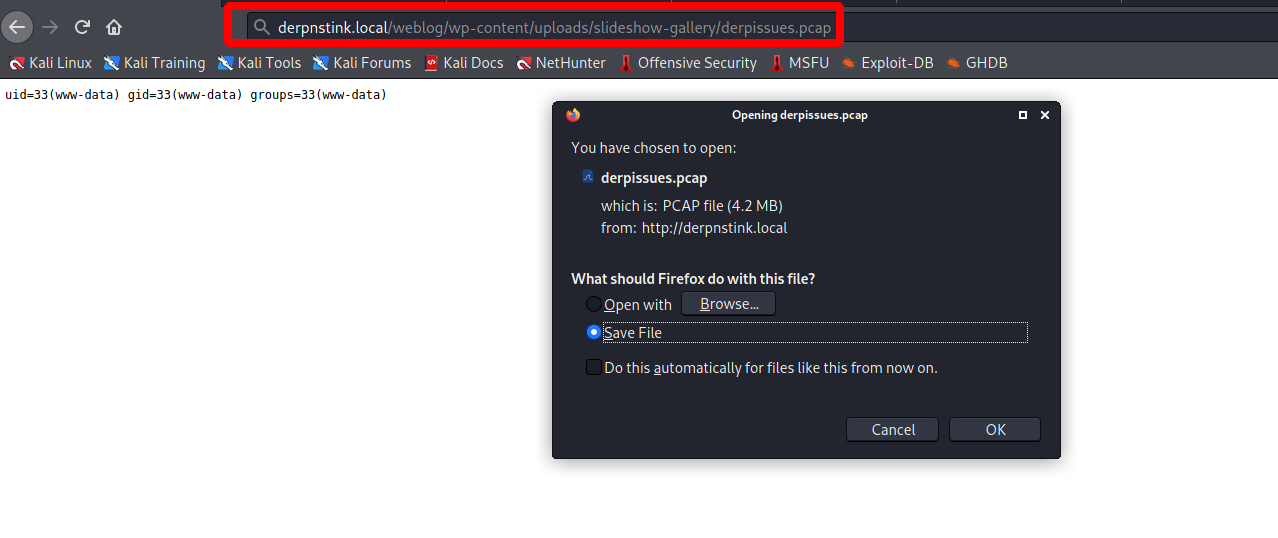 derpnstink.local/weblog/wp-content/uploads/slideshow-gallery/derpissues.pcap
Kali Linux Kali Training Kali Tools Kali Forums Kali Docs NetHunter Offensive Security MSFU Exploit-DB GHDB
uid=33(www-data) gid=33(www-data) groups=33(www-data)
Opening derpissues.pcap
You have chosen to open:
derpissues.pcap
which is: PCAP file (4.2 MB)
from: http://derpnstink.local
What should Firefox do with this file?
Open with Browse...
Save File
Do this automatically for files like this from now on.
Cancel OK